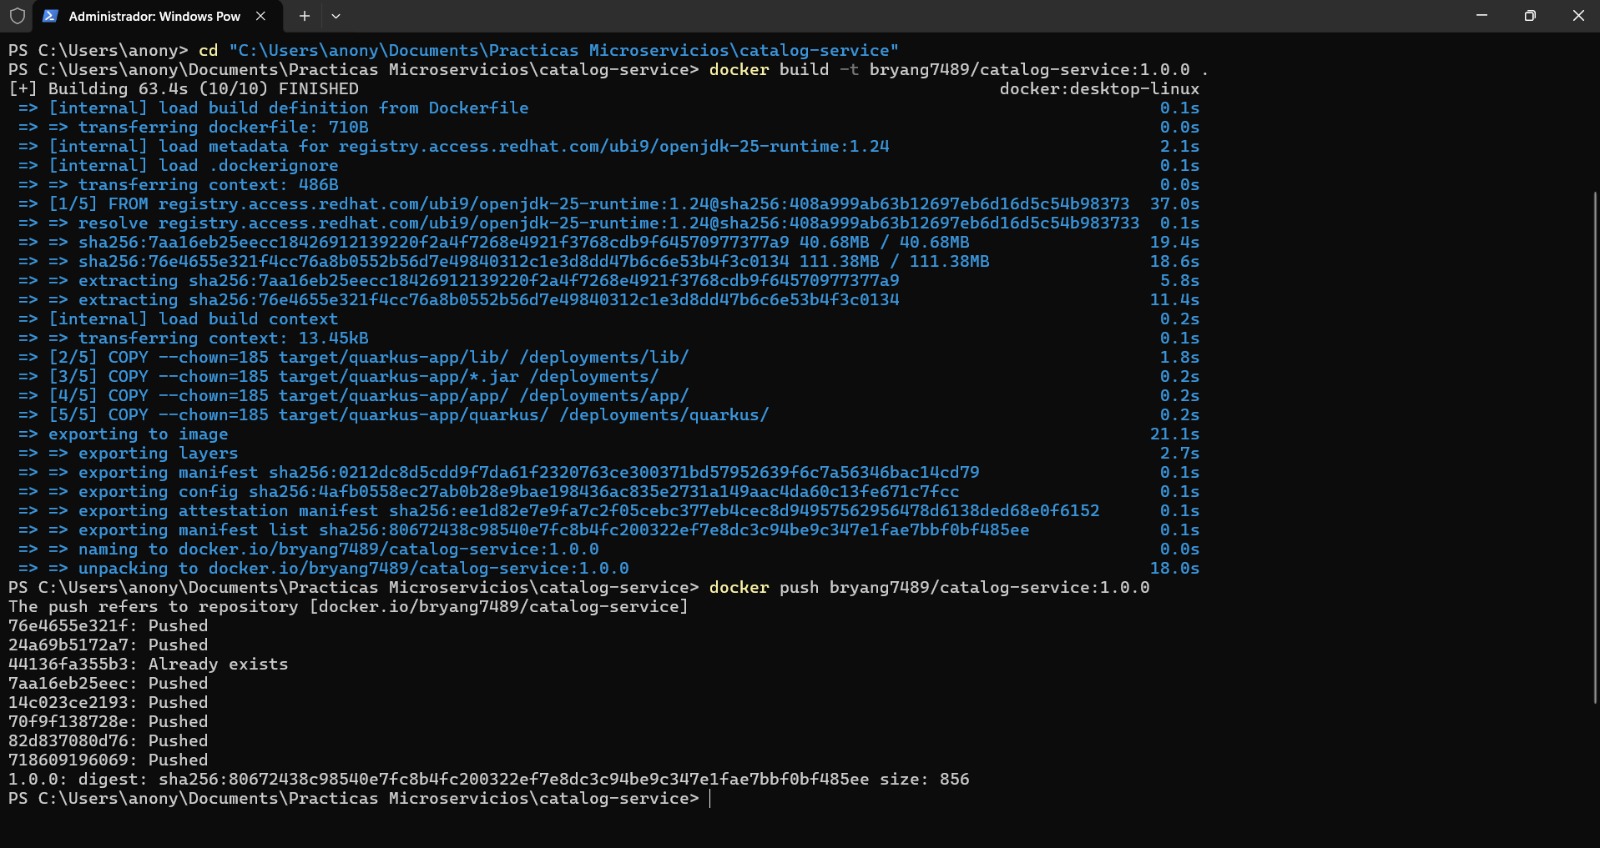 Administrador: Windows Pow
PS C:\Users\anony> cd "C:\Users\anony\Documents\Practicas Microservicios\catalog-service"
PS C:\Users\anony\Documents\Practicas Microservicios\catalog-service> docker build -t bryang7489/catalog-service:1.0.0 .
[+] Building 63.4s (10/10) FINISHED docker:desktop-linux
=> [internal] load build definition from Dockerfile 0.1s
=> => transferring dockerfile: 710B 0.0s
=> [internal] load metadata for registry.access.redhat.com/ubi9/openjdk-25-runtime:1.24 2.1s
=> [internal] load .dockerignore 0.1s
=> => transferring context: 486B 0.0s
=> [1/5] FROM registry.access.redhat.com/ubi9/openjdk-25-runtime:1.24@sha256:408a999ab63b12697eb6d16d5c54b98373 37.0s
=> => resolve registry.access.redhat.com/ubi9/openjdk-25-runtime:1.24@sha256:408a999ab63b12697eb6d16d5c54b983733 0.1s
=> => sha256:7aa16eb25eecc18426912139220f2a4f7268e4921f3768cdb9f64570977377a9 40.68MB / 40.68MB 19.4s
=> => sha256:76e4655e321f4cc76a8b0552b56d7e49840312c1e3d8dd47b6c6e53b4f3c0134 111.38MB / 111.38MB 18.6s
=> => extracting sha256:7aa16eb25eecc18426912139220f2a4f7268e4921f3768cdb9f64570977377a9 5.8s
=> => extracting sha256:76e4655e321f4cc76a8b0552b56d7e49840312c1e3d8dd47b6c6e53b4f3c0134 11.4s
=> [internal] load build context 0.2s
=> => transferring context: 13.45kB 0.1s
=> [2/5] COPY --chown=185 target/quarkus-app/lib/ /deployments/lib/ 1.8s
=> [3/5] COPY --chown=185 target/quarkus-app/*.jar /deployments/ 0.2s
=> [4/5] COPY --chown=185 target/quarkus-app/app/ /deployments/app/ 0.2s
=> [5/5] COPY --chown=185 target/quarkus-app/quarkus/ /deployments/quarkus/ 0.2s
=> exporting to image 21.1s
=> => exporting layers 2.7s
=> => exporting manifest sha256:0212dc8d5cdd9f7da61f2320763ce300371bd57952639f6c7a56346bac14cd79 0.1s
=> => exporting config sha256:4afb0558ec27ab0b28e9bae198436ac835e2731a149aac4da60c13fe671c7fcc 0.1s
=> => exporting attestation manifest sha256:ee1d82e7e9fa7c2f05cebc377eb4cec8d94957562956478d6138ded68e0f6152 0.1s
=> => exporting manifest list sha256:80672438c98540e7fc8b4fc200322ef7e8dc3c94be9c347e1fae7bbf0bf485ee 0.1s
=> => naming to docker.io/bryang7489/catalog-service:1.0.0 0.0s
=> => unpacking to docker.io/bryang7489/catalog-service:1.0.0 18.0s
PS C:\Users\anony\Documents\Practicas Microservicios\catalog-service> docker push bryang7489/catalog-service:1.0.0
The push refers to repository [docker.io/bryang7489/catalog-service]
76e4655e321f: Pushed
24a69b5172a7: Pushed
44136fa355b3: Already exists
7aa16eb25eec: Pushed
14c023ce2193: Pushed
70f9f138728e: Pushed
82d837080d76: Pushed
718609196069: Pushed
1.0.0: digest: sha256:80672438c98540e7fc8b4fc200322ef7e8dc3c94be9c347e1fae7bbf0bf485ee size: 856
PS C:\Users\anony\Documents\Practicas Microservicios\catalog-service>